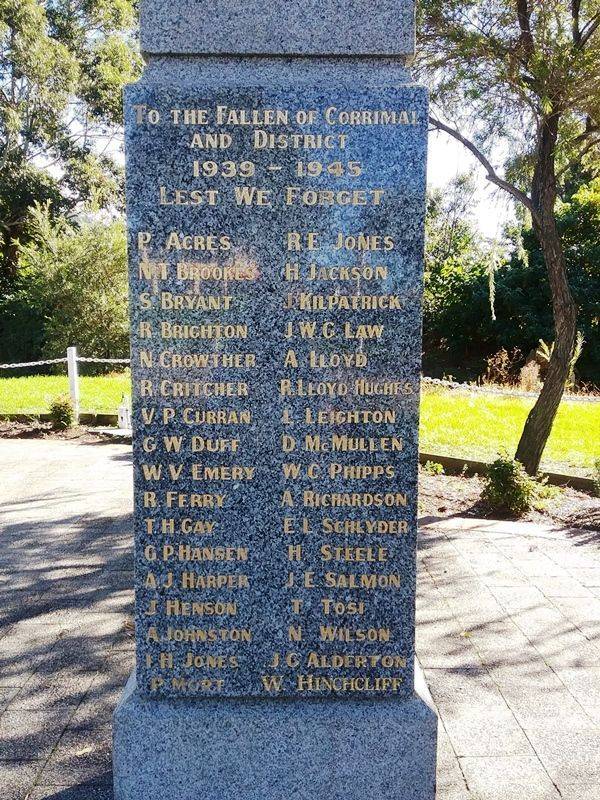 To The Fallen of Corrimal
and District
1939 - 1945
Lest We Forget
P. Acres R.E. Jones
N.T. Brookes H. Jackson
S. Bryant J. Kilpatrick
R. Brighton J.W.G. Law
N. Crowther A. Lloyd
R. Critcher R. Lloyd Hughes
V.P. Curran L. Leighton
G.W. Duff D. McMullen
W.V. Emery W.C. Phipps
R. Ferry A. Richardson
T.H. Gay E.L. Schlyder
G.P. Hansen H. Steele
A.J. Harper J.E. Salmon
J. Henson T. Tosi
A. Johnston N. Wilson
I.H. Jones J.G. Alderton
P. Mort W. Hinchcliff